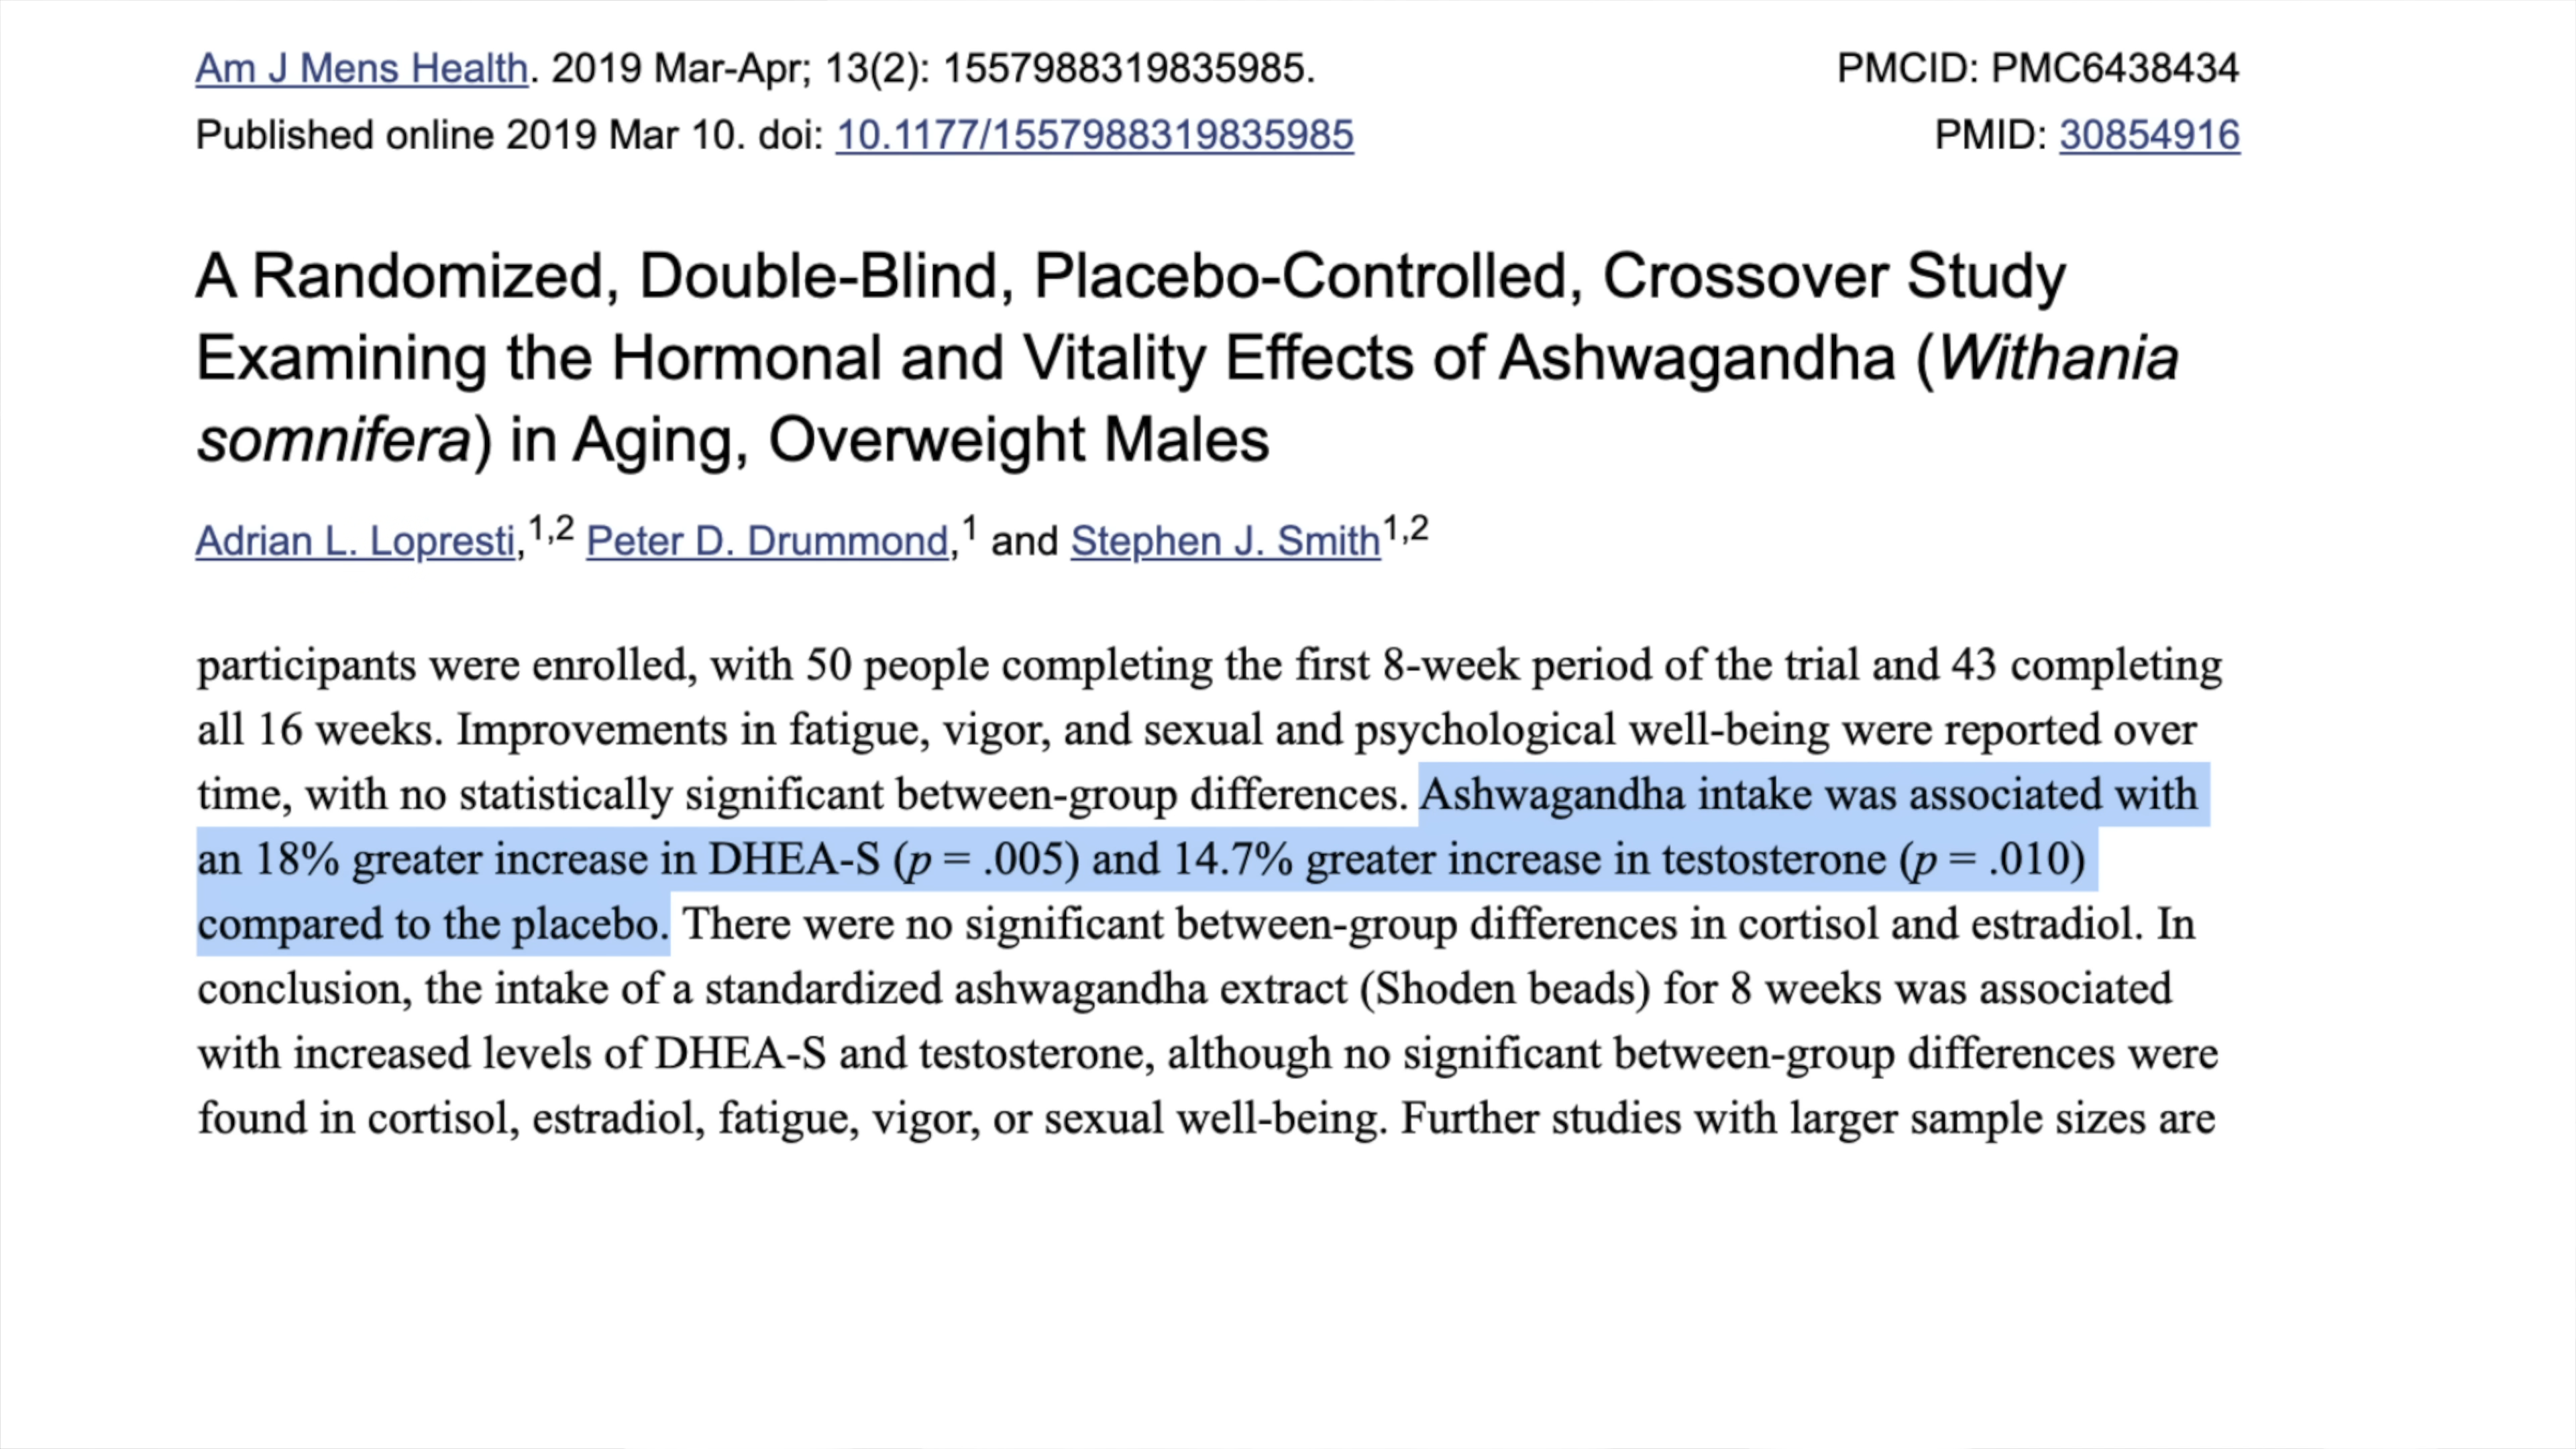 Am J Mens Health. 2019 Mar-Apr; 13(2): 1557988319835985.
PMCID: PMC6438434
Published online 2019 Mar 10. doi: 10.1177/1557988319835985
PMID: 30854916
A Randomized, Double-Blind, Placebo-Controlled, Crossover Study
Examining the Hormonal and Vitality Effects of Ashwagandha (Withania
somnifera) in Aging, Overweight Males
Adrian L. Lopresti,1,2 Peter D. Drummond,1 and Stephen J. Smith1,2
participants were enrolled, with 50 people completing the first 8-week period of the trial and 43 completing
all 16 weeks. Improvements in fatigue, vigor, and sexual and psychological well-being were reported over
time, with no statistically significant between-group differences. Ashwagandha intake was associated with
an 18% greater increase in DHEA-S (p = .005) and 14.7% greater increase in testosterone (p = .010)
compared to the placebo. There were no significant between-group differences in cortisol and estradiol. In
conclusion, the intake of a standardized ashwagandha extract (Shoden beads) for 8 weeks was associated
with increased levels of DHEA-S and testosterone, although no significant between-group differences were
found in cortisol, estradiol, fatigue, vigor, or sexual well-being. Further studies with larger sample sizes are